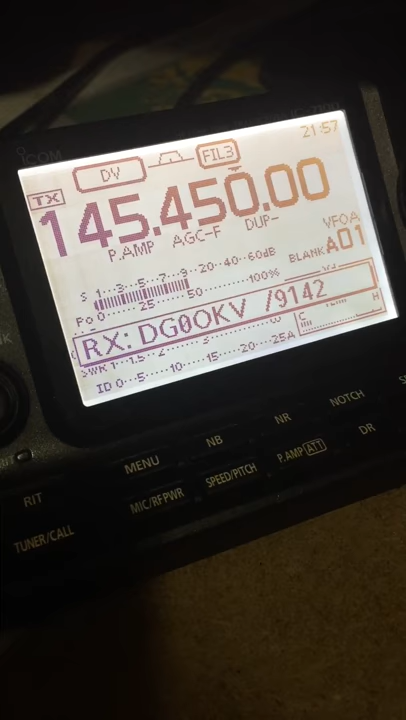 ICOM
21:57
DV FIL3
TX
145.450.00
P.AMP AGC-F DUP-
VFOA
BLANK A01
S 1···3···5···7···9··20··40··60dB
Po 0 25 50 100%
RX: DG0OKV /9142
SWR 1 1.5 2 3
ID 0···5···10····15···20···25A
MENU NB NR NOTCH
RIT MIC/RF PWR SPEED/PITCH P.AMP ATT DR
TUNER/CALL